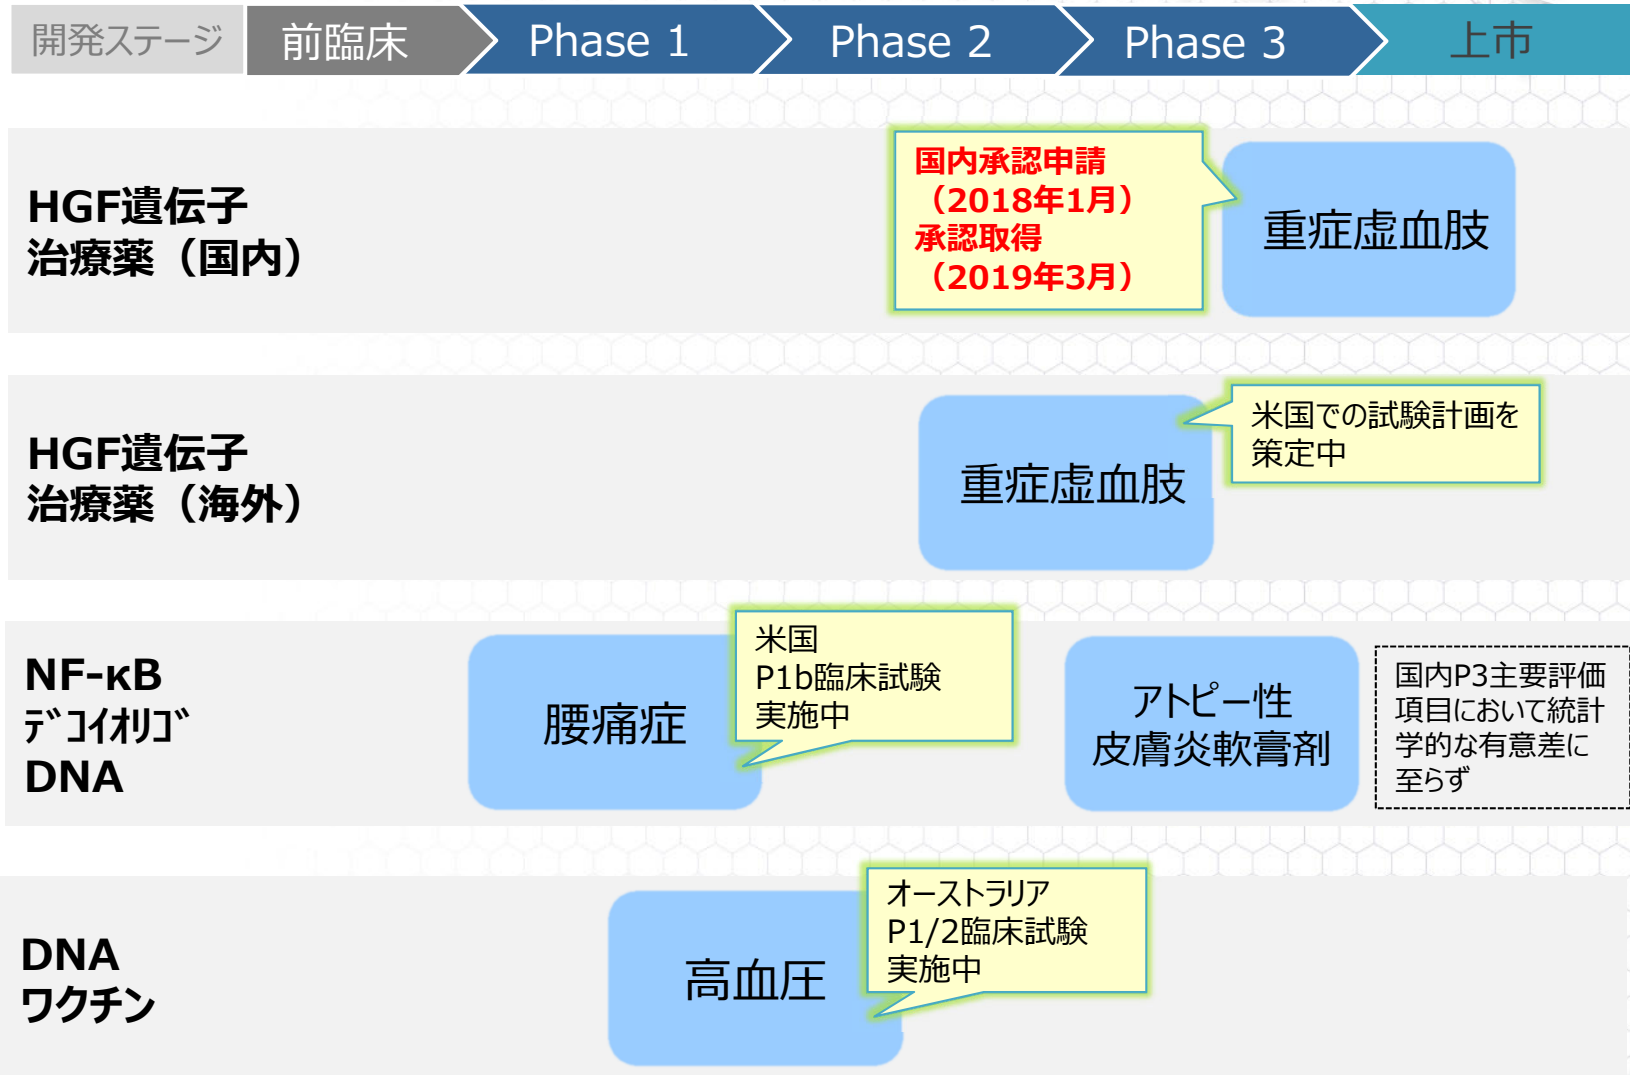 開発ステージ
前臨床
Phase 1
Phase 2
Phase 3
上市
HGF遺伝子
治療薬（国内）
国内承認申請
（2018年1月）
承認取得
（2019年3月）
重症虚血肢
HGF遺伝子
治療薬（海外）
重症虚血肢
米国での試験計画を
策定中
NF-κB
ﾃﾞｺｲｵﾘｺﾞ
DNA
腰痛症
米国
P1b臨床試験
実施中
アトピー性
皮膚炎軟膏剤
国内P3主要評価
項目において統計
学的な有意差に
至らず
DNA
ワクチン
高血圧
オーストラリア
P1/2臨床試験
実施中